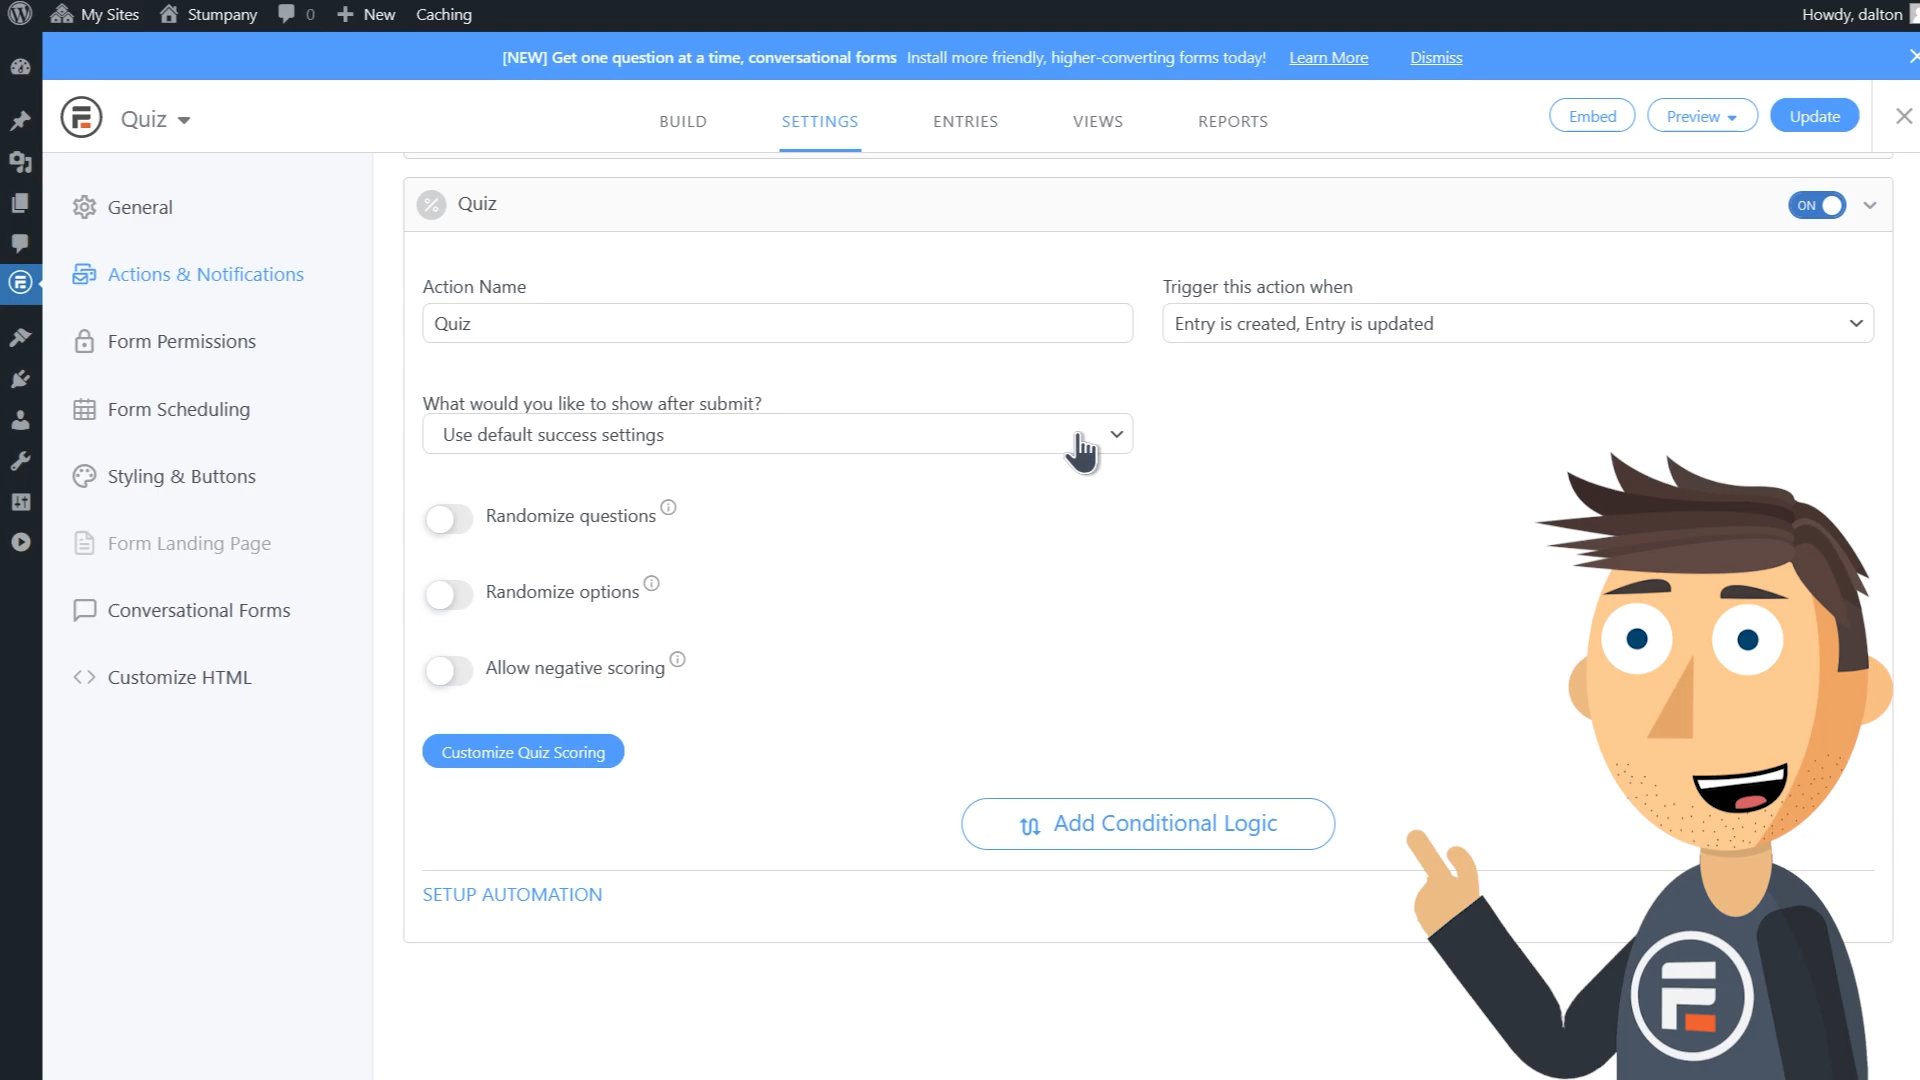 My Sites
Stumpany
0
New
Caching
Howdy, dalton
[NEW] Get one question at a time, conversational forms Install more friendly, higher-converting forms today! Learn More Dismiss
Quiz
BUILD
SETTINGS
ENTRIES
VIEWS
REPORTS
Embed
Preview
Update
General
Actions & Notifications
Form Permissions
Form Scheduling
Styling & Buttons
Form Landing Page
Conversational Forms
Customize HTML
Quiz
ON
Action Name
Quiz
Trigger this action when
Entry is created, Entry is updated
What would you like to show after submit?
Use default success settings
Randomize questions
Randomize options
Allow negative scoring
Customize Quiz Scoring
Add Conditional Logic
SETUP AUTOMATION